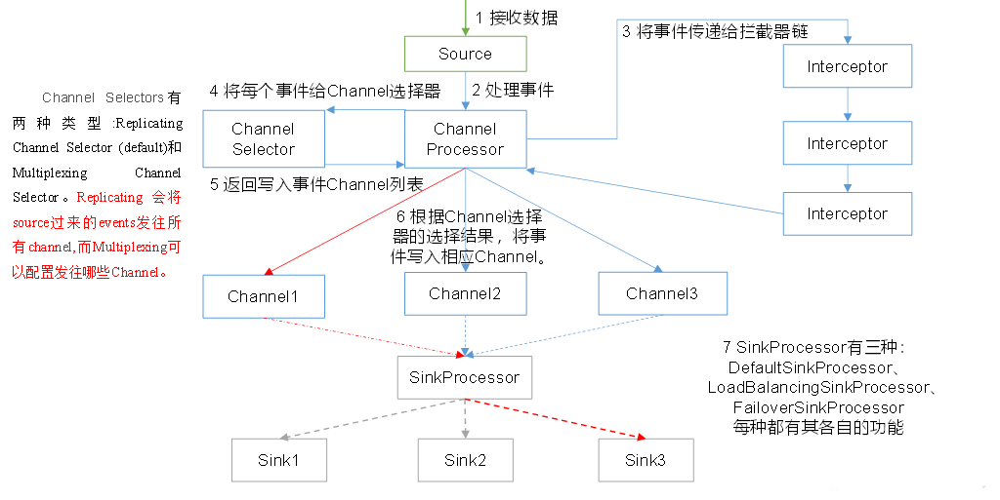 1 接收数据
Source
3 将事件传递给拦截器链
Interceptor
4 将每个事件给Channel选择器
2 处理事件
Channel Selectors有
两种类型:Replicating
Channel Selector (default)和
Multiplexing Channel
Selector。Replicating 会将
source过来的events发往所
有channel,而Multiplexing可
以配置发往哪些Channel。
Channel
Selector
Channel
Processor
Interceptor
5 返回写入事件Channel列表
Interceptor
6 根据Channel选择
器的选择结果，将事
件写入相应Channel。
Channel1
Channel2
Channel3
SinkProcessor
7 SinkProcessor有三种：
DefaultSinkProcessor、
LoadBalancingSinkProcessor、
FailoverSinkProcessor
每种都有其各自的功能
Sink1
Sink2
Sink3